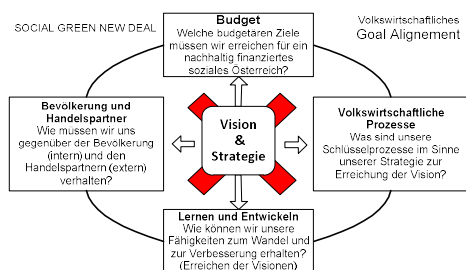 SOCIAL GREEN NEW DEAL
Budget
Welche budgetären Ziele
müssen wir erreichen für ein
nachhaltig finanziertes
soziales Österreich?
Volkswirtschaftliches
Goal Alignement
Bevölkerung und
Handelspartner
Wie müssen wir uns
gegenüber der Bevölkerung
(intern) und den
Handelspartnern (extern)
verhalten?
Vision
&
Strategie
Volkswirtschaftliche
Prozesse
Was sind unsere
Schlüsselprozesse im Sinne
unserer Strategie zur
Erreichung der Vision?
Lernen und Entwickeln
Wie können wir unsere
Fähigkeiten zum Wandel und
zur Verbesserung erhalten?
(Erreichen der Visionen)